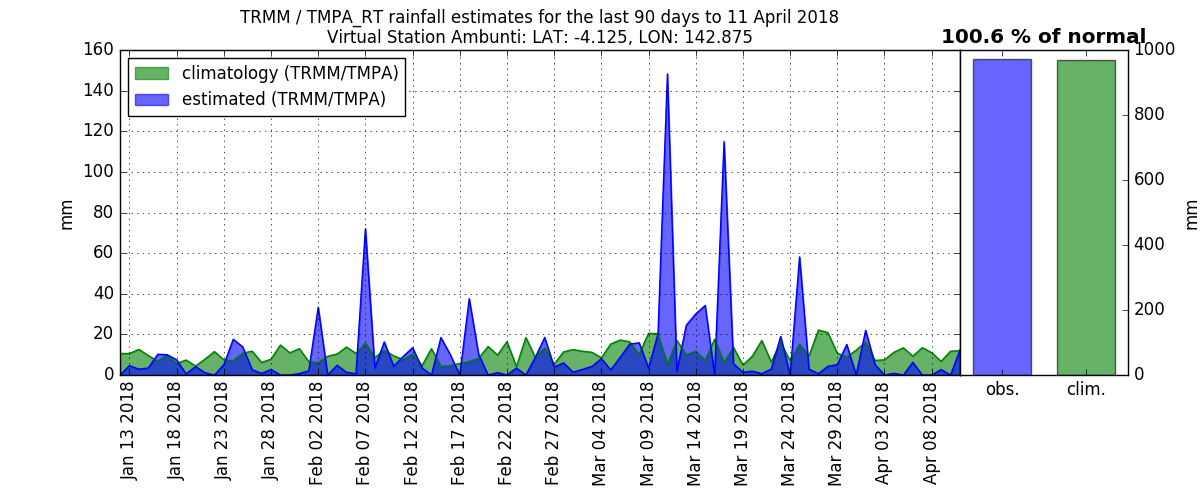 TRMM / TMPA_RT rainfall estimates for the last 90 days to 11 April 2018
Virtual Station Ambunti: LAT: -4.125, LON: 142.875
100.6 % of normal
climatology (TRMM/TMPA)
estimated (TRMM/TMPA)
160
140
120
100
80
60
40
20
0
mm
Jan 13 2018
Jan 18 2018
Jan 23 2018
Jan 28 2018
Feb 02 2018
Feb 07 2018
Feb 12 2018
Feb 17 2018
Feb 22 2018
Feb 27 2018
Mar 04 2018
Mar 09 2018
Mar 14 2018
Mar 19 2018
Mar 24 2018
Mar 29 2018
Apr 03 2018
Apr 08 2018
obs.
clim.
1000
800
600
400
200
0
mm